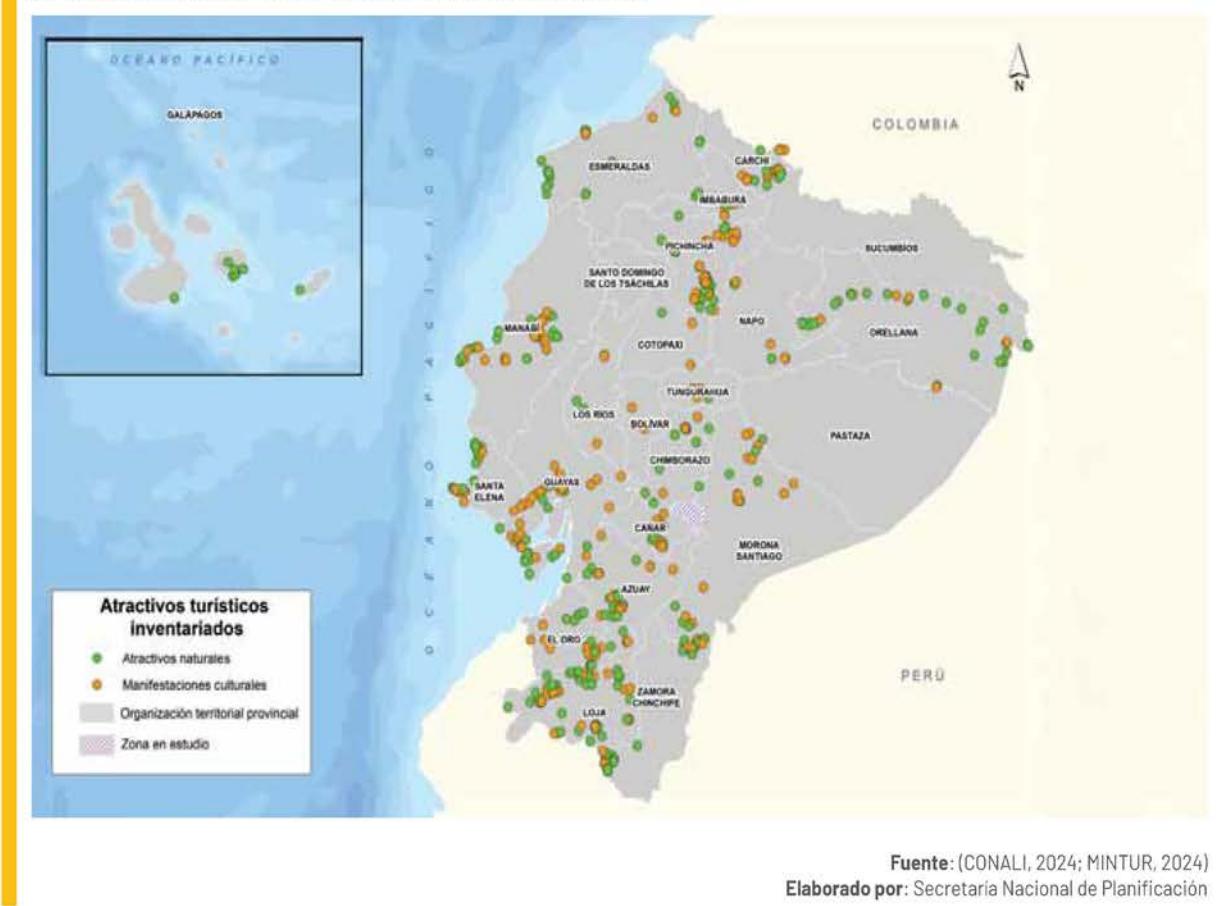 OCÉANO PACÍFICO
GALÁPAGOS
N
COLOMBIA
ESMERALDAS
CARCHI
IMBABURA
PICHINCHA
SUCUMBÍOS
SANTO DOMINGO
DE LOS TSÁCHILAS
MANABÍ
NAPO
ORELLANA
COTOPAXI
TUNGURAHUA
LOS RÍOS
BOLÍVAR
PASTAZA
CHIMBORAZO
SANTA
ELENA
GUAYAS
CAÑAR
MORONA
SANTIAGO
AZUAY
EL ORO
ZAMORA
CHINCHIPE
LOJA
PERÚ
OCÉANO PACÍFICO
Atractivos turísticos
inventariados
Atractivos naturales
Manifestaciones culturales
Organización territorial provincial
Zona en estudio
Fuente: (CONALI, 2024; MINTUR, 2024)
Elaborado por: Secretaría Nacional de Planificación